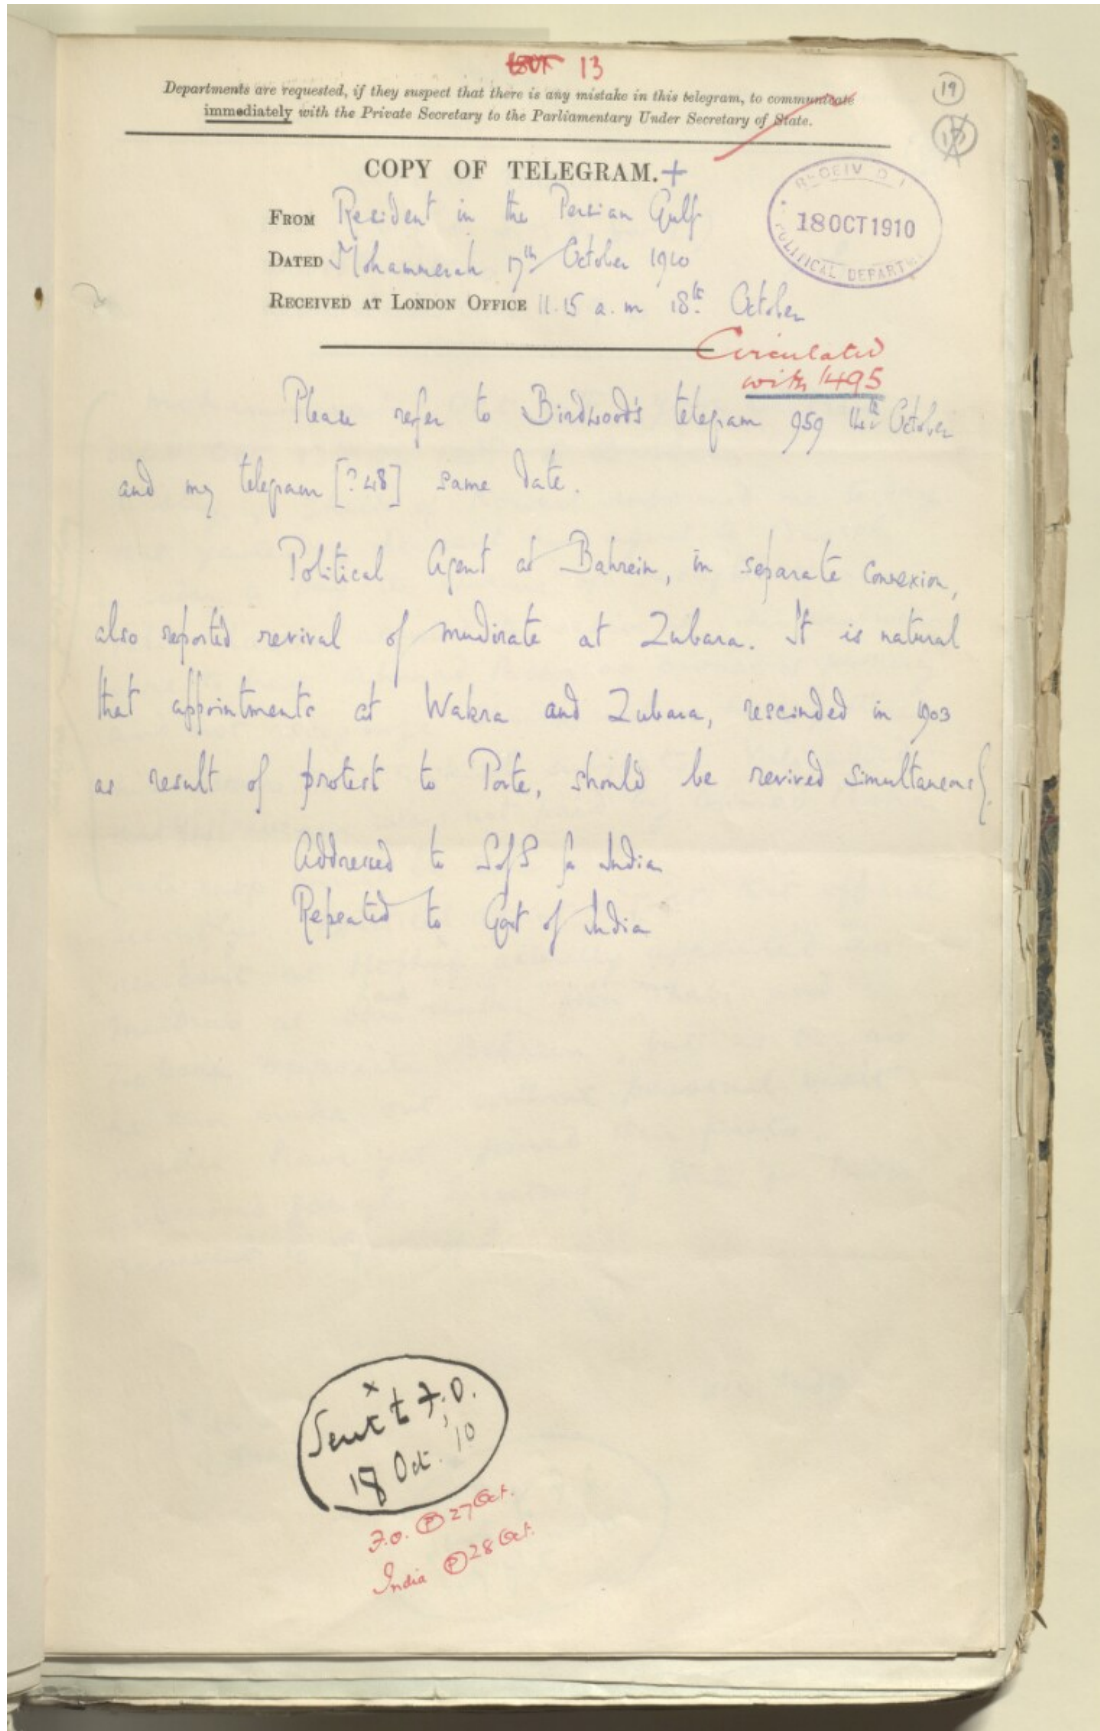 13
19
Departments are requested, if they suspect that there is any mistake in this telegram, to communicate
immediately with the Private Secretary to the Parliamentary Under Secretary of State.
COPY OF TELEGRAM.+
FROM Resident in the Persian Gulf
DATED Mohammerah 17th October 1910
RECEIVED AT LONDON OFFICE 11.15 a.m 18th October
18 OCT 1910
POLITICAL DEPART
Circulated
with 1495
Please refer to Birdwood's telegram 959 14th October
and my telegram [? 48] same date.
Political Agent at Bahrein, in separate connexion,
also reported revival of mudirate at Zubara. It is natural
that appointments at Wakra and Zubara, rescinded in 1903
as result of protest to Porte, should be revived simultaneously.
Addressed to SofS for India
Repeated to Govt of India
x
Sent to F.O.
18 Oct. 10
F.O. (P) 27 Oct.
India (P) 28 Oct.